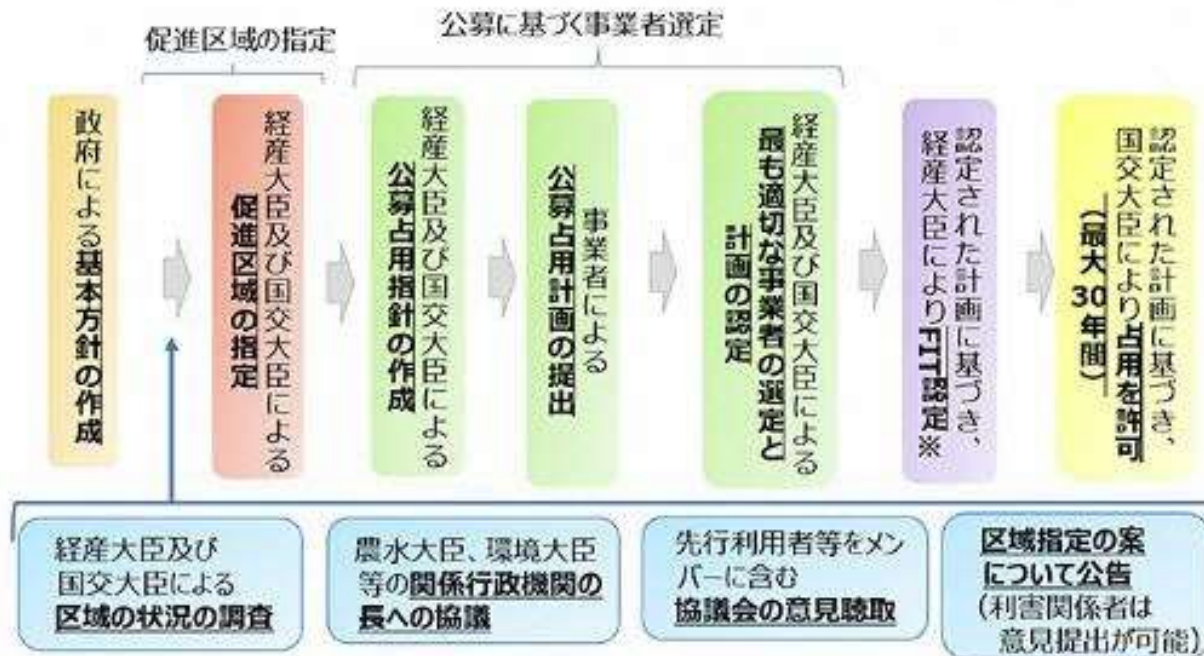 促進区域の指定
公募に基づく事業者選定
政府による基本方針の作成
経産大臣及び国交大臣による
促進区域の指定
経産大臣及び国交大臣による
公募占用指針の作成
事業者による
公募占用計画の提出
経産大臣及び国交大臣による
最も適切な事業者の選定と
計画の認定
認定された計画に基づき、
経産大臣によりFIT認定※
認定された計画に基づき、
国交大臣により占用を許可
（最大30年間）
経産大臣及び
国交大臣による
区域の状況の調査
農水大臣、環境大臣
等の関係行政機関の
長への協議
先行利用者等をメン
バーに含む
協議会の意見聴取
区域指定の案
について公告
(利害関係者は
意見提出が可能)